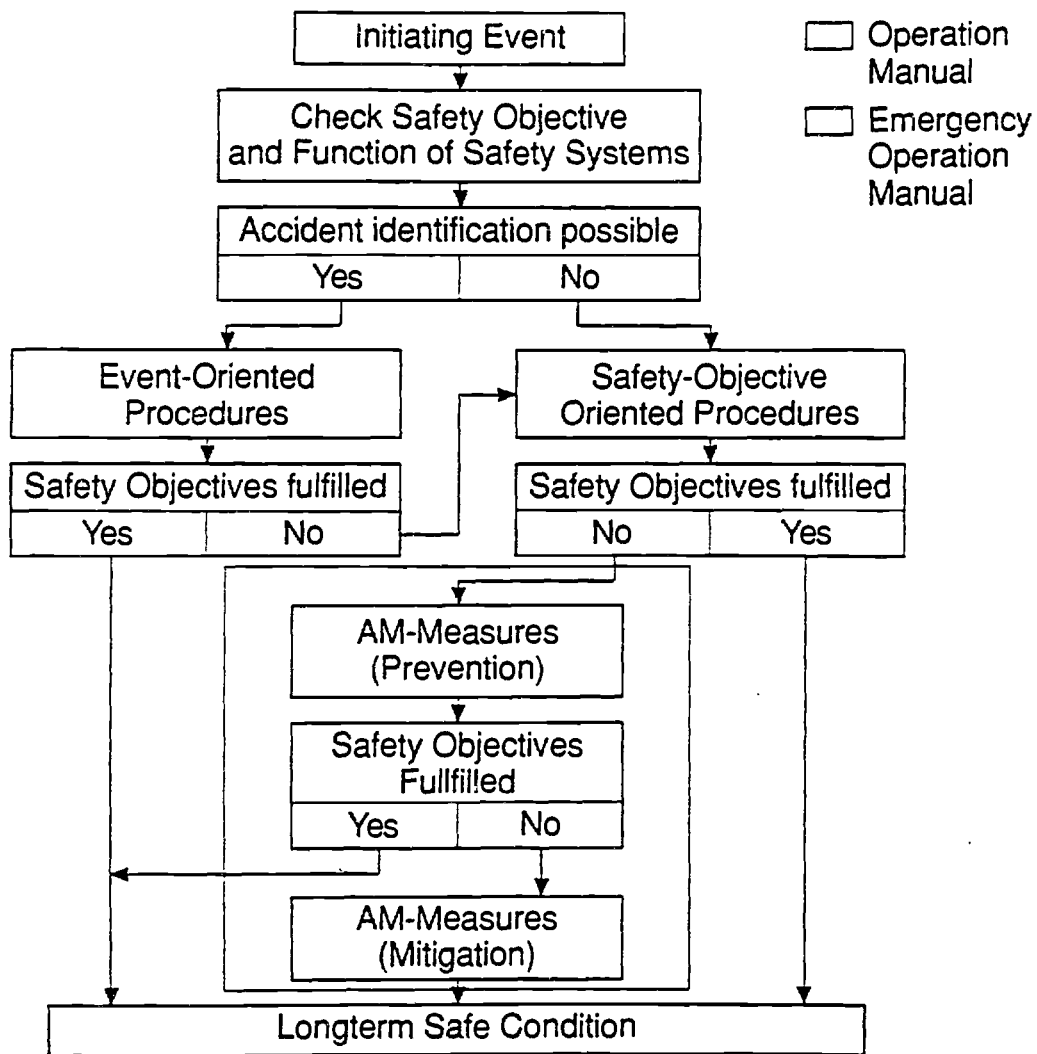 Initiating Event
Operation
Manual
Emergency
Operation
Manual
Check Safety Objective
and Function of Safety Systems
Accident identification possible
Yes
No
Event-Oriented
Procedures
Safety-Objective
Oriented Procedures
Safety Objectives fulfilled
Yes
No
Safety Objectives fulfilled
No
Yes
AM-Measures
(Prevention)
Safety Objectives
Fullfilled
Yes
No
AM-Measures
(Mitigation)
Longterm Safe Condition